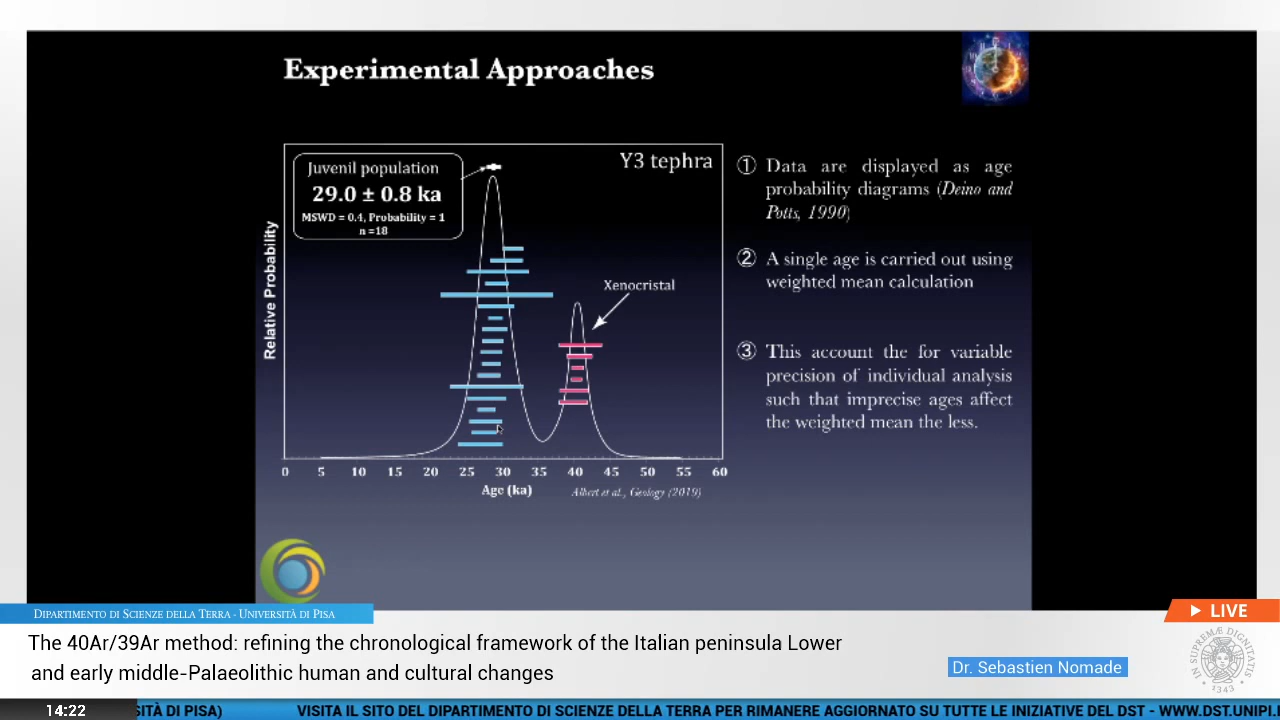 Experimental Approaches
Y3 tephra
Juvenil population
29.0 ± 0.8 ka
MSWD = 0.4, Probability = 1
n =18
Xenocristal
Relative Probability
0 5 10 15 20 25 30 35 40 45 50 55 60
Age (ka)
Albert et al., Geology (2019)
① Data are displayed as age
probability diagrams (Deino and
Potts, 1990)
② A single age is carried out using
weighted mean calculation
③ This account the for variable
precision of individual analysis
such that imprecise ages affect
the weighted mean the less.
DIPARTIMENTO DI SCIENZE DELLA TERRA - UNIVERSITÀ DI PISA
LIVE
The 40Ar/39Ar method: refining the chronological framework of the Italian peninsula Lower
and early middle-Palaeolithic human and cultural changes
Dr. Sebastien Nomade
IN SUPREMÆ DIGNITATIS
1343
14:22 SITÀ DI PISA) VISITA IL SITO DEL DIPARTIMENTO DI SCIENZE DELLA TERRA PER RIMANERE AGGIORNATO SU TUTTE LE INIZIATIVE DEL DST - WWW.DST.UNIPI.